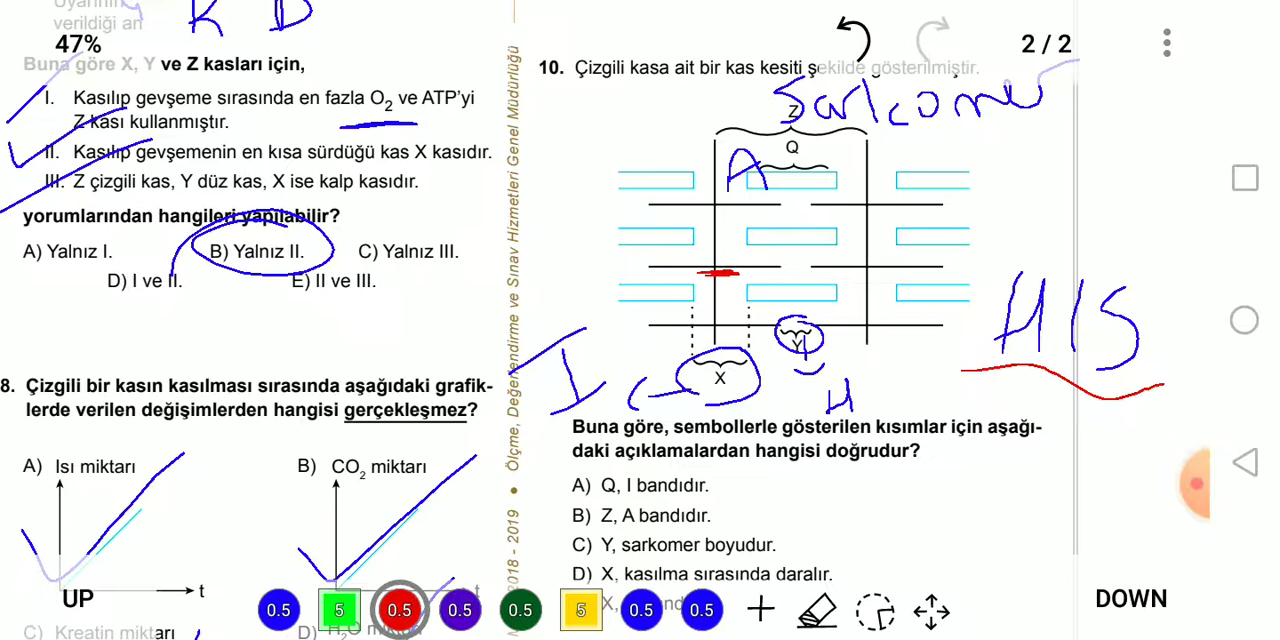 Uyarının
verildiği an
K D
47%
Buna göre X, Y ve Z kasları için,
I. Kasılıp gevşeme sırasında en fazla O2 ve ATP'yi
Z kası kullanmıştır.
II. Kasılıp gevşemenin en kısa sürdüğü kas X kasıdır.
III. Z çizgili kas, Y düz kas, X ise kalp kasıdır.
yorumlarından hangileri yapılabilir?
A) Yalnız I. B) Yalnız II. C) Yalnız III.
D) I ve II. E) II ve III.
8. Çizgili bir kasın kasılması sırasında aşağıdaki grafik-
lerde verilen değişimlerden hangisi gerçekleşmez?
A) Isı miktarı B) CO2 miktarı
t t
UP
C) Kreatin miktarı D) H2O miktarı
2018 - 2019 ● Ölçme, Değerlendirme ve Sınav Hizmetleri Genel Müdürlüğü
2 / 2
10. Çizgili kasa ait bir kas kesiti şekilde gösterilmiştir.
Sarkomer
Z
Q
A
HIS
Y
X
I
H
Buna göre, sembollerle gösterilen kısımlar için aşağı-
daki açıklamalardan hangisi doğrudur?
A) Q, I bandıdır.
B) Z, A bandıdır.
C) Y, sarkomer boyudur.
D) X, kasılma sırasında daralır.
X,
DOWN
0.5 5 0.5 0.5 0.5 5 0.5 0.5